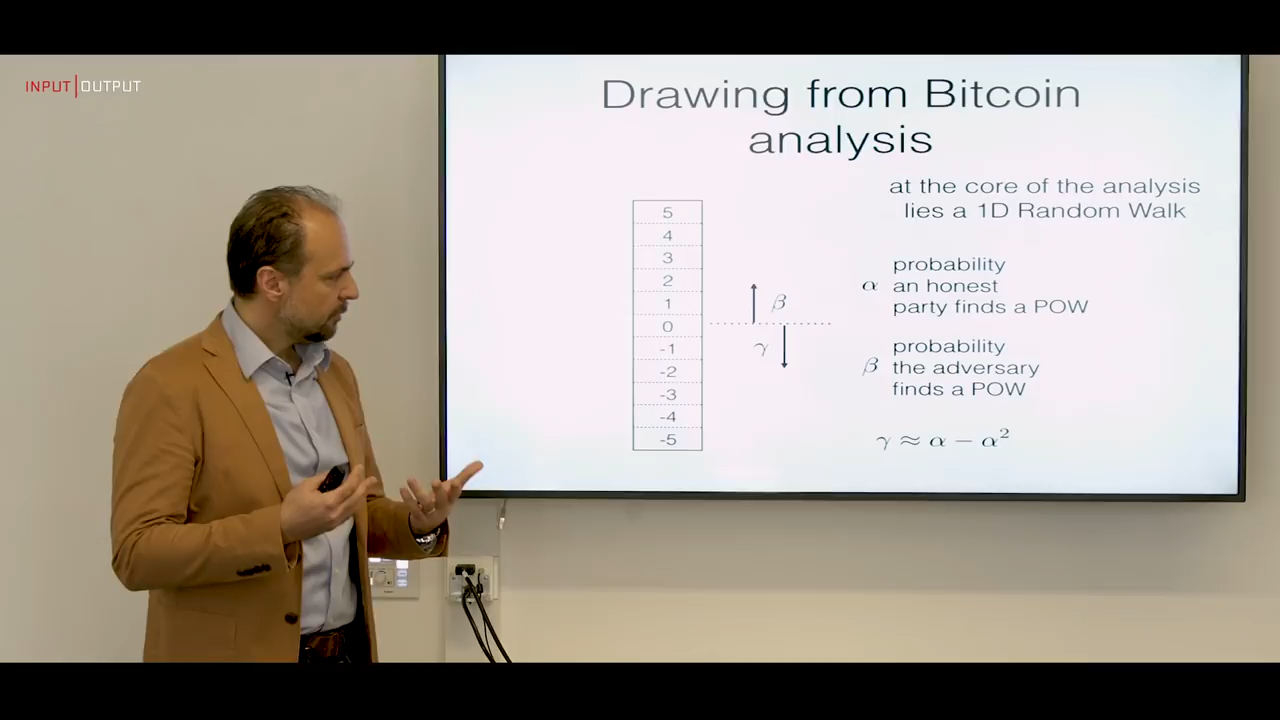 INPUT|OUTPUT
Drawing from Bitcoin
analysis
at the core of the analysis
lies a 1D Random Walk
5
4
3
2
1
0
-1
-2
-3
-4
-5
β
γ
α
probability
an honest
party finds a POW
β
probability
the adversary
finds a POW
γ ≈ α − α²